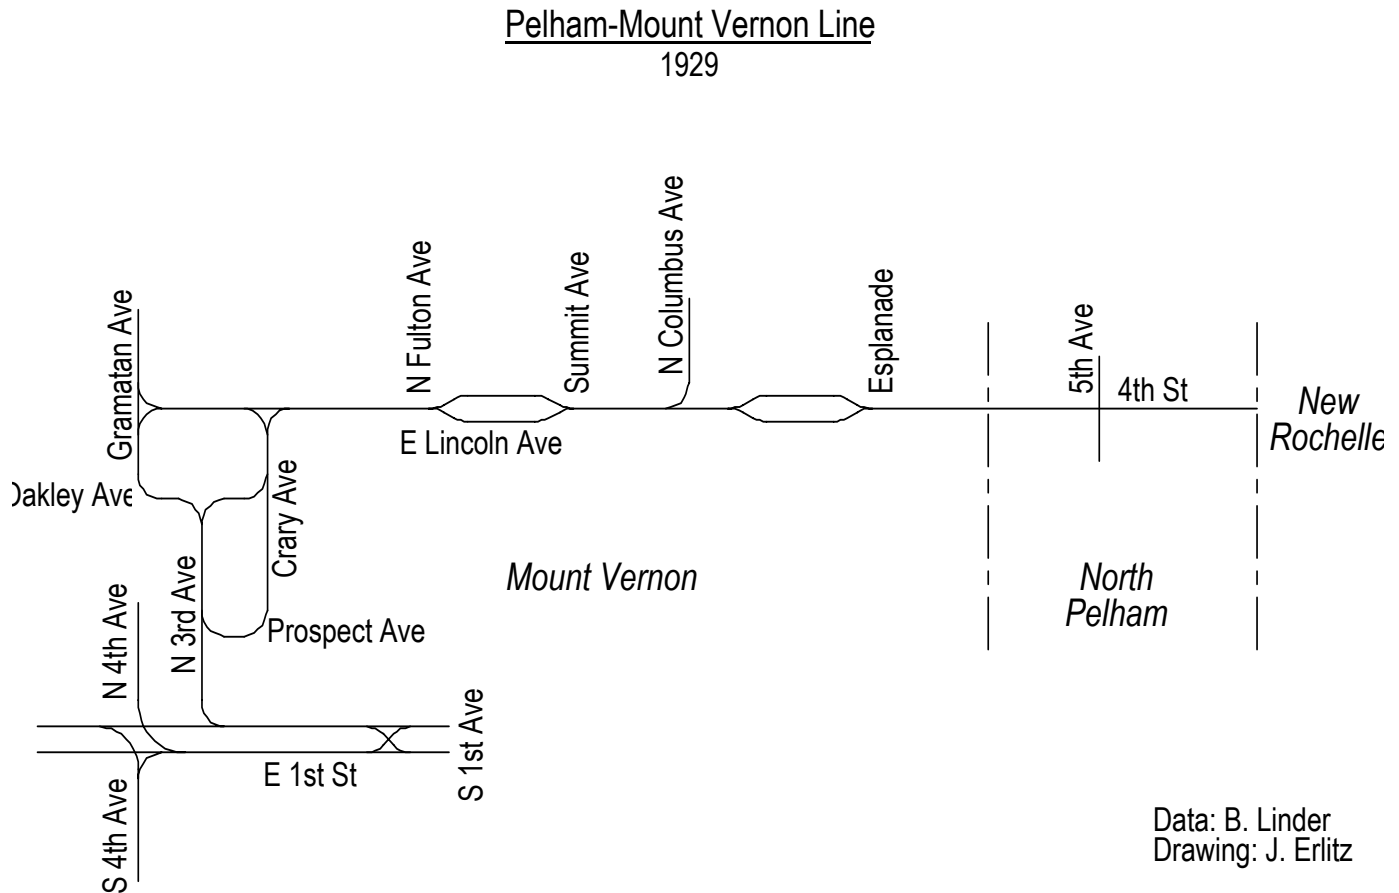 Pelham-Mount Vernon Line
1929
Gramatan Ave
N Fulton Ave
Summit Ave
N Columbus Ave
Esplanade
5th Ave
4th St
New
Rochelle
E Lincoln Ave
Oakley Ave
Crary Ave
Mount Vernon
North
Pelham
N 4th Ave
N 3rd Ave
Prospect Ave
S 1st Ave
E 1st St
S 4th Ave
Data: B. Linder
Drawing: J. Erlitz